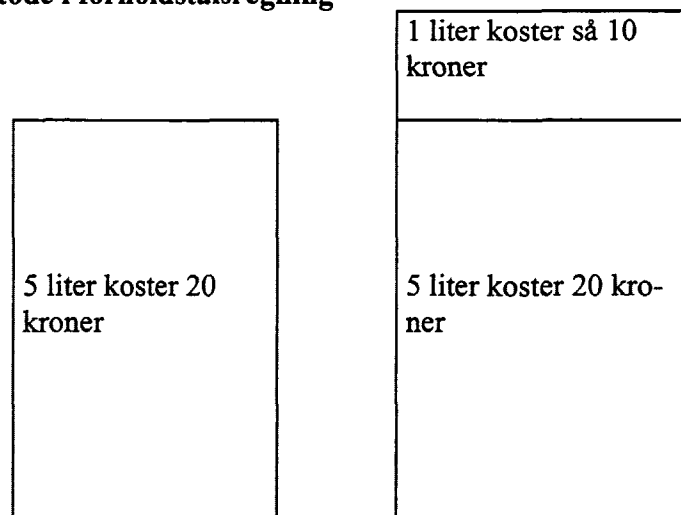 1 liter koster så 10
kroner
5 liter koster 20
kroner
5 liter koster 20 kro-
ner